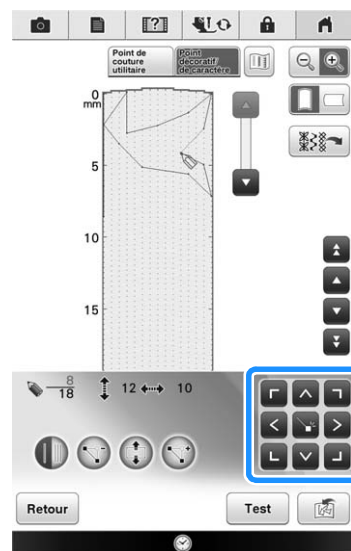 Point de
couture
utilitaire
Point
décoratif
de caractère
0
mm
5
10
15
8
18
12
10
Retour
Test